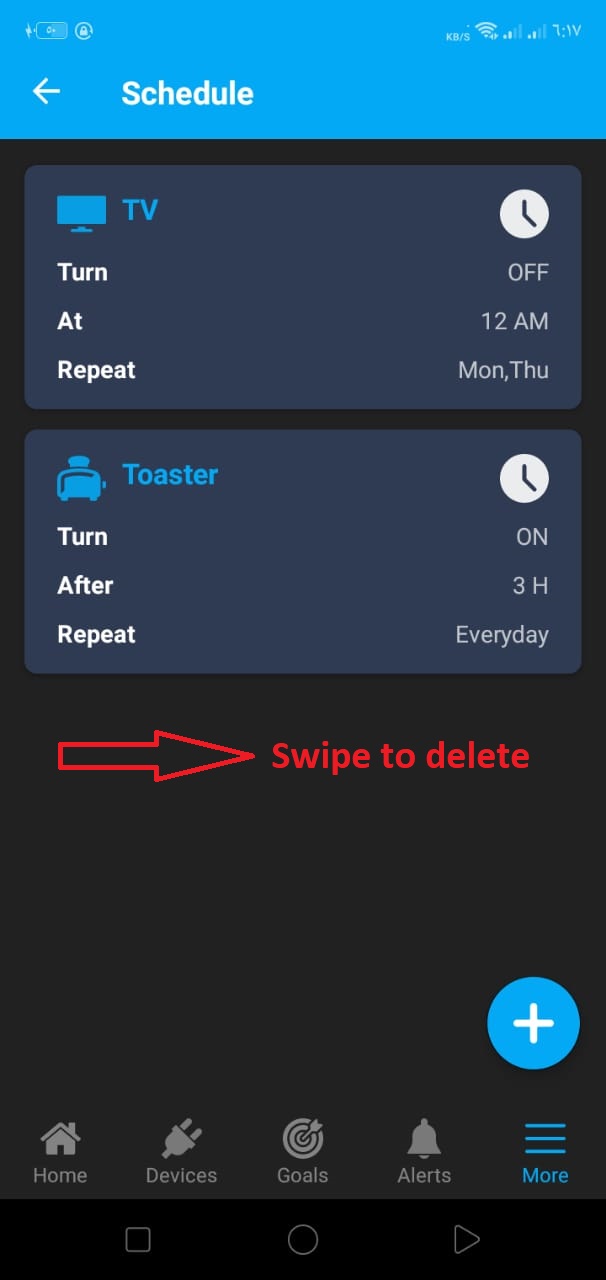 KB/S ٦:١٧
Schedule
TV
Turn OFF
At 12 AM
Repeat Mon,Thu
Toaster
Turn ON
After 3 H
Repeat Everyday
Swipe to delete
Home Devices Goals Alerts More